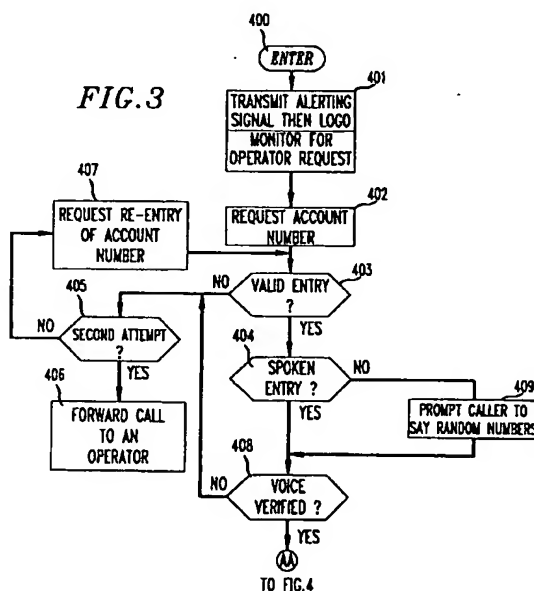 FIG.3
400
ENTER
401
TRANSMIT ALERTING
SIGNAL THEN LOGO
MONITOR FOR
OPERATOR REQUEST
402
REQUEST ACCOUNT
NUMBER
407
REQUEST RE-ENTRY
OF ACCOUNT
NUMBER
403
VALID ENTRY
?
NO
YES
405
SECOND ATTEMPT
?
NO
YES
406
FORWARD CALL
TO AN
OPERATOR
404
SPOKEN
ENTRY ?
NO
YES
409
PROMPT CALLER TO
SAY RANDOM NUMBERS
408
VOICE
VERIFIED ?
NO
YES
AA
TO FIG.4